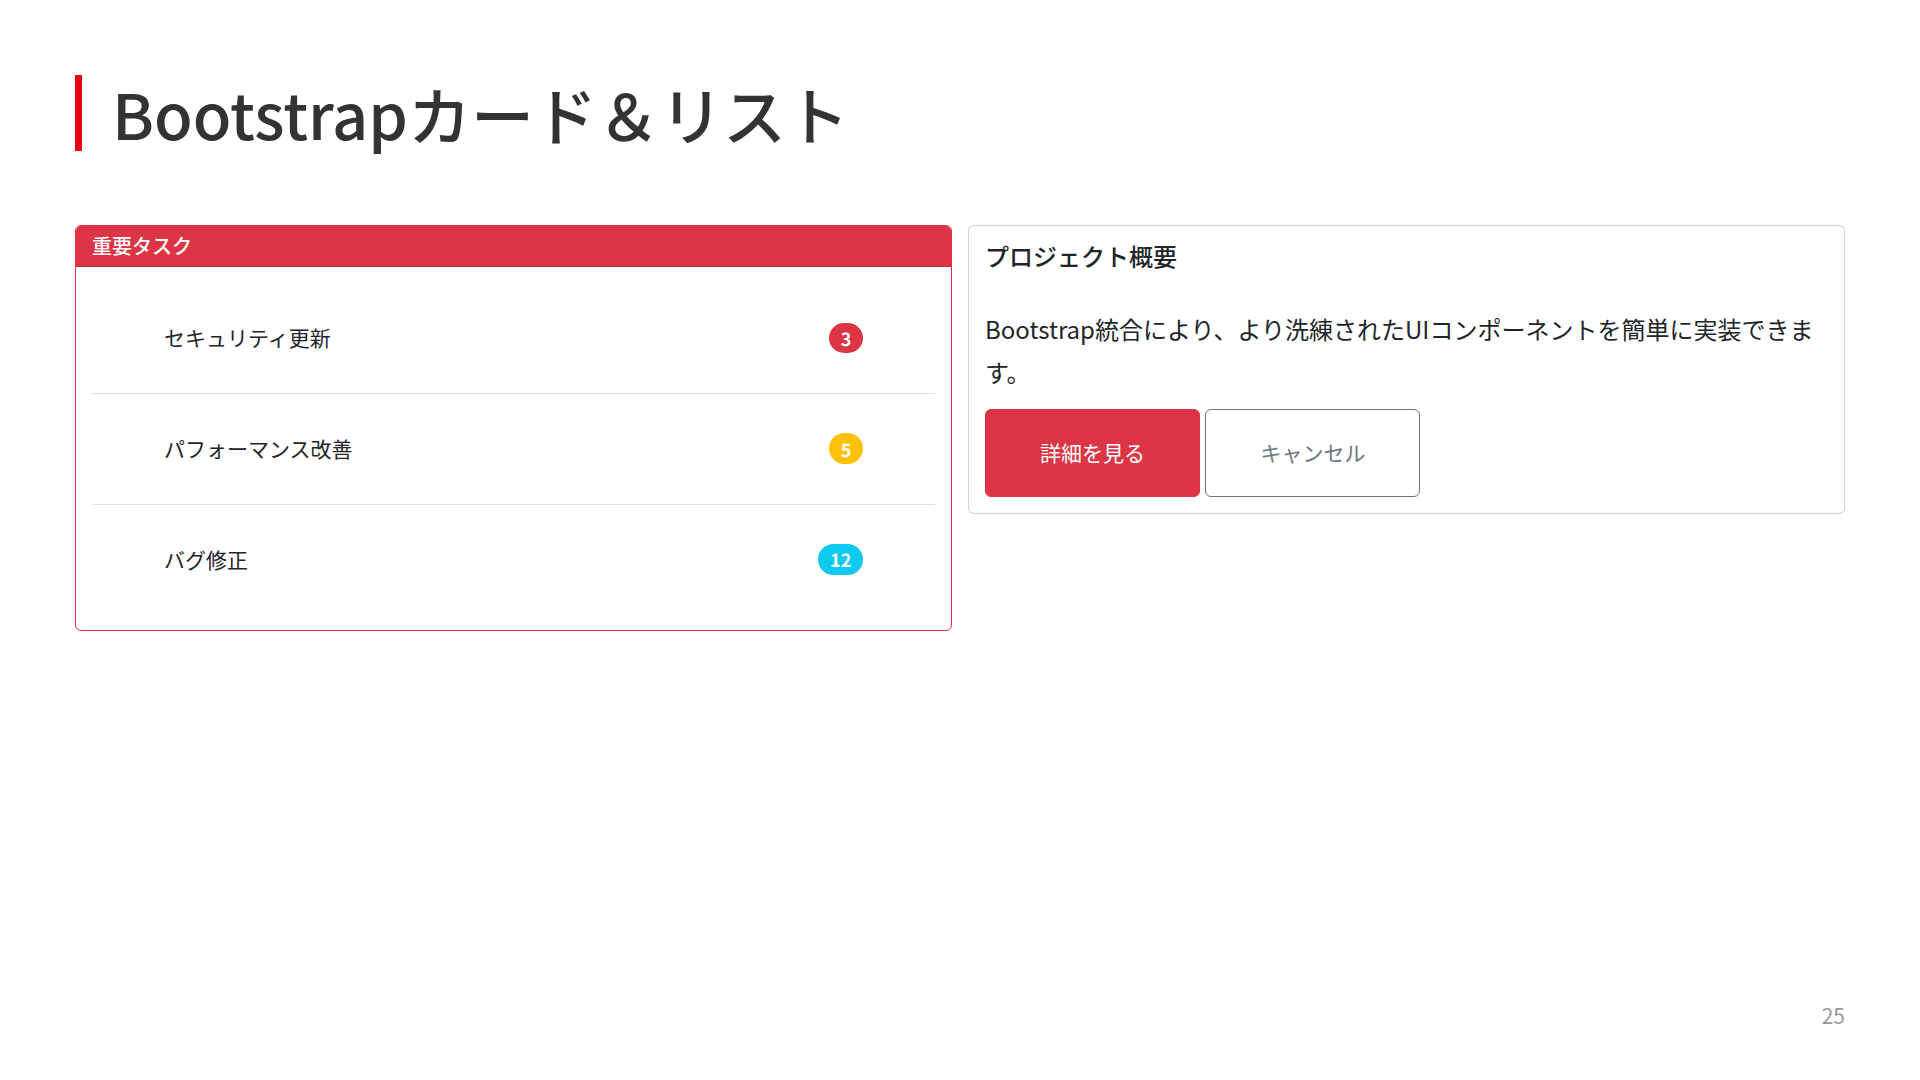 Bootstrapカード＆リスト
重要タスク
セキュリティ更新 3
パフォーマンス改善 5
バグ修正 12
プロジェクト概要
Bootstrap統合により、より洗練されたUIコンポーネントを簡単に実装できま
す。
詳細を見る キャンセル
25